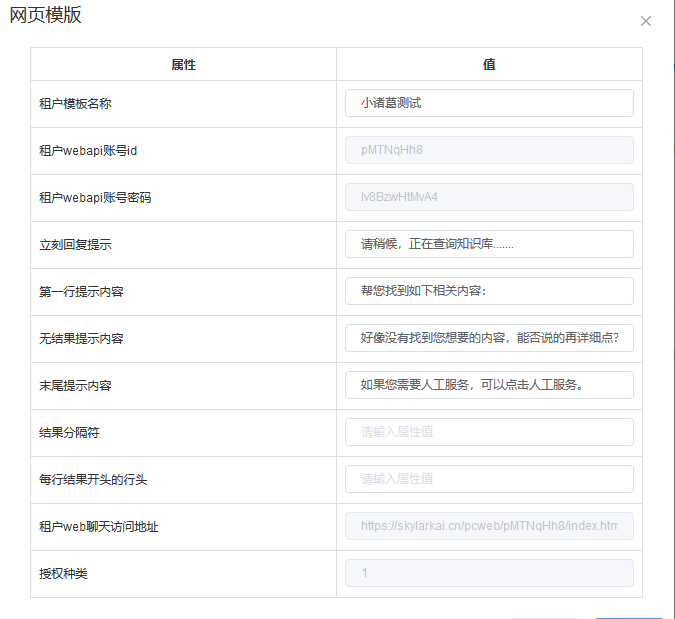 网页模版
属性 值
租户模板名称 小诸葛测试
租户webapi账号id pMTNqHh8
租户webapi账号密码 lv8BzwHtMvA4
立刻回复提示 请稍候，正在查询知识库.......
第一行提示内容 帮您找到如下相关内容：
无结果提示内容 好像没有找到您想要的内容，能否说的再详细点?
末尾提示内容 如果您需要人工服务，可以点击人工服务。
结果分隔符 请输入属性值
每行结果开头的行头 请输入属性值
租户web聊天访问地址 https://skylarkai.cn/pcweb/pMTNqHh8/index.htm
授权种类 1